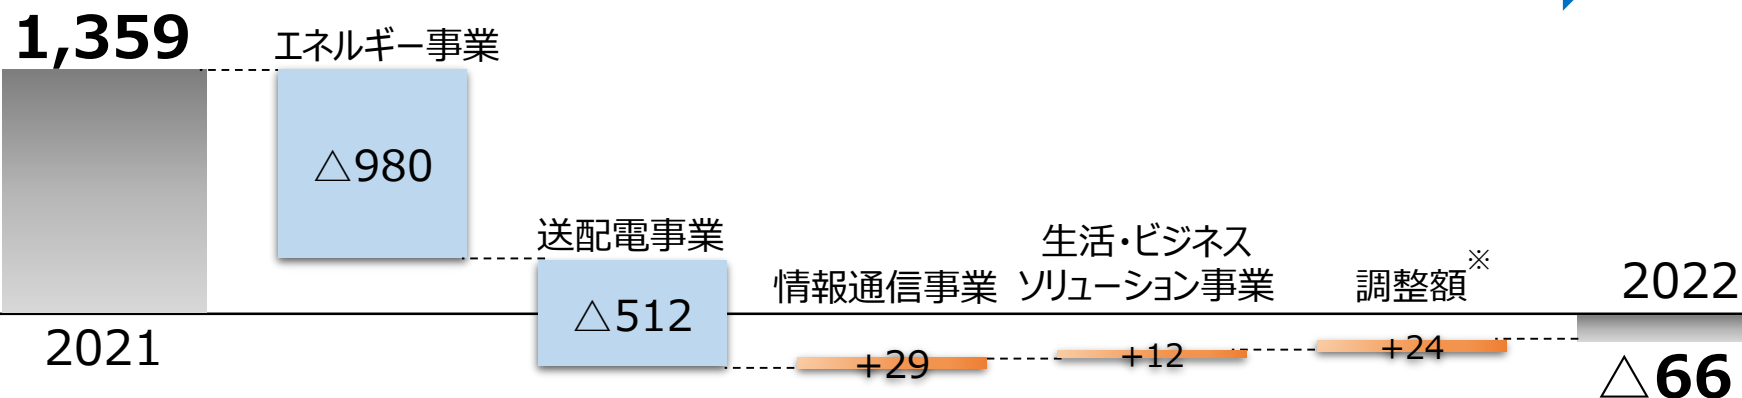 1,359
エネルギー事業
△980
送配電事業
△512
情報通信事業
+29
生活・ビジネス
ソリューション事業
+12
調整額※
+24
2021
2022
△66